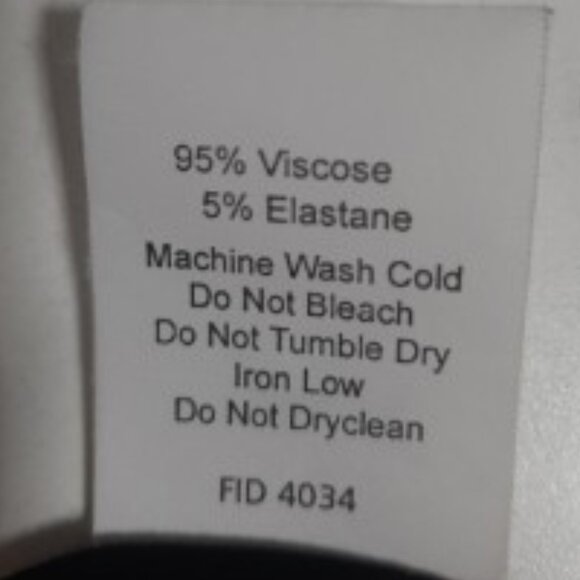 95% Viscose
5% Elastane
Machine Wash Cold
Do Not Bleach
Do Not Tumble Dry
Iron Low
Do Not Dryclean
FID 4034